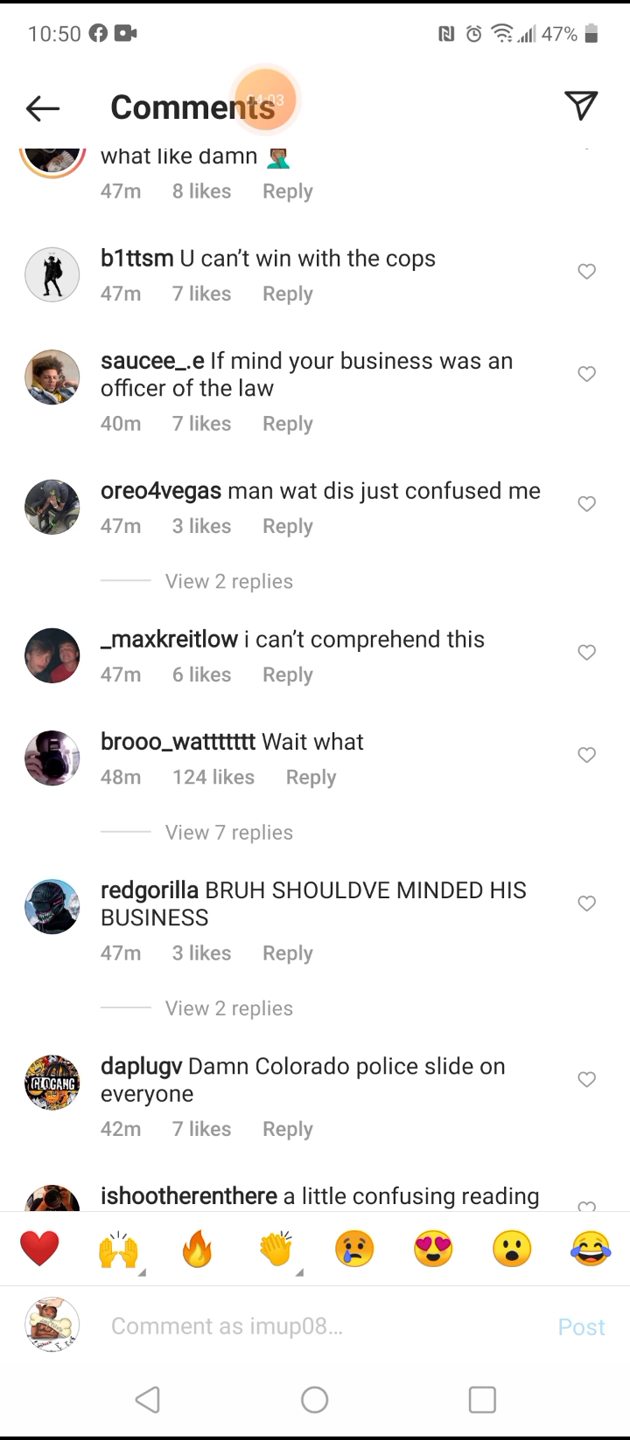 10:50 47%
Comments
what like damn
47m 8 likes Reply
b1ttsm U can't win with the cops
47m 7 likes Reply
saucee_.e If mind your business was an
officer of the law
40m 7 likes Reply
oreo4vegas man wat dis just confused me
47m 3 likes Reply
View 2 replies
_maxkreitlow i can't comprehend this
47m 6 likes Reply
brooo_wattttttt Wait what
48m 124 likes Reply
View 7 replies
redgorilla BRUH SHOULDVE MINDED HIS
BUSINESS
47m 3 likes Reply
View 2 replies
daplugv Damn Colorado police slide on
everyone
42m 7 likes Reply
ishootherenthere a little confusing reading
Comment as imup08... Post